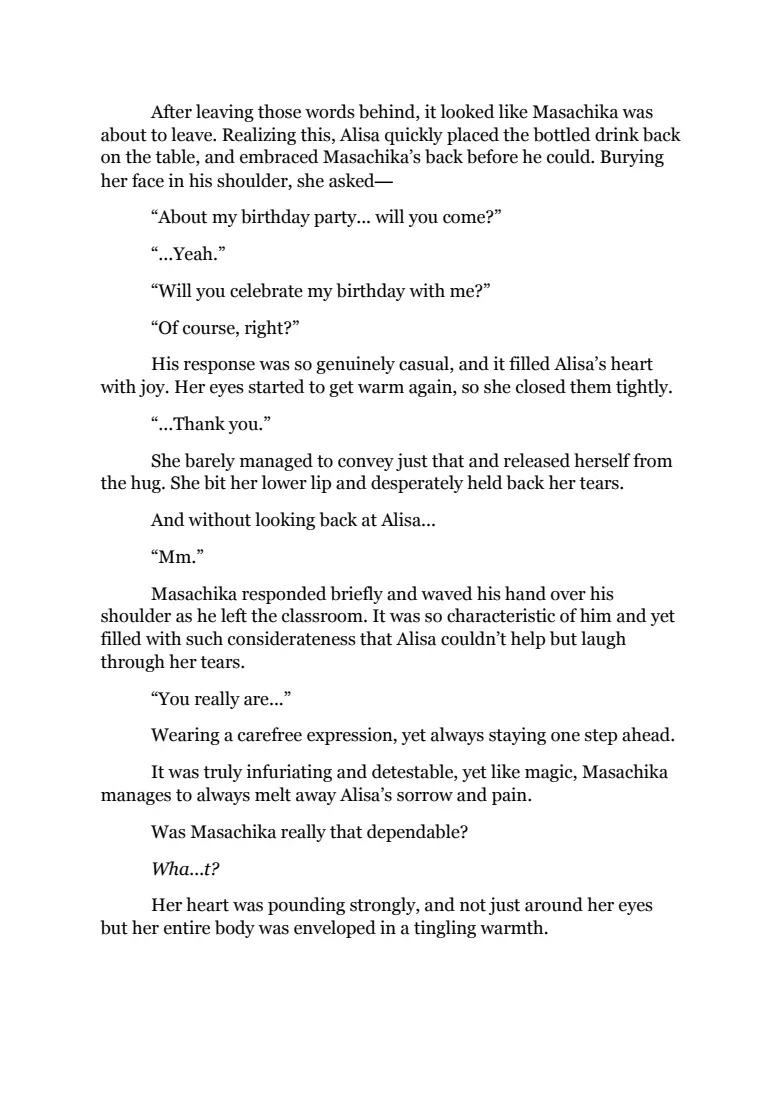 After leaving those words behind, it looked like Masachika was
about to leave. Realizing this, Alisa quickly placed the bottled drink back
on the table, and embraced Masachika’s back before he could. Burying
her face in his shoulder, she asked—
“About my birthday party... will you come?”
“...Yeah.”
“Will you celebrate my birthday with me?”
“Of course, right?”
His response was so genuinely casual, and it filled Alisa’s heart
with joy. Her eyes started to get warm again, so she closed them tightly.
“...Thank you.”
She barely managed to convey just that and released herself from
the hug. She bit her lower lip and desperately held back her tears.
And without looking back at Alisa...
“Mm.”
Masachika responded briefly and waved his hand over his
shoulder as he left the classroom. It was so characteristic of him and yet
filled with such considerateness that Alisa couldn’t help but laugh
through her tears.
“You really are...”
Wearing a carefree expression, yet always staying one step ahead.
It was truly infuriating and detestable, yet like magic, Masachika
manages to always melt away Alisa’s sorrow and pain.
Was Masachika really that dependable?
Wha...t?
Her heart was pounding strongly, and not just around her eyes
but her entire body was enveloped in a tingling warmth.